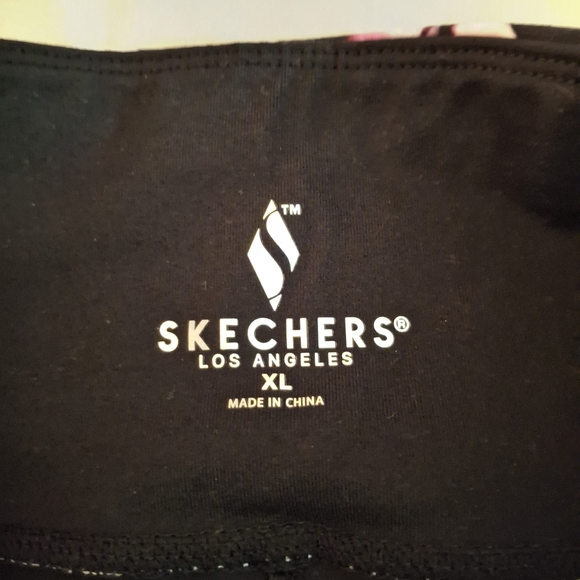 ™
SKECHERS®
LOS ANGELES
XL
MADE IN CHINA